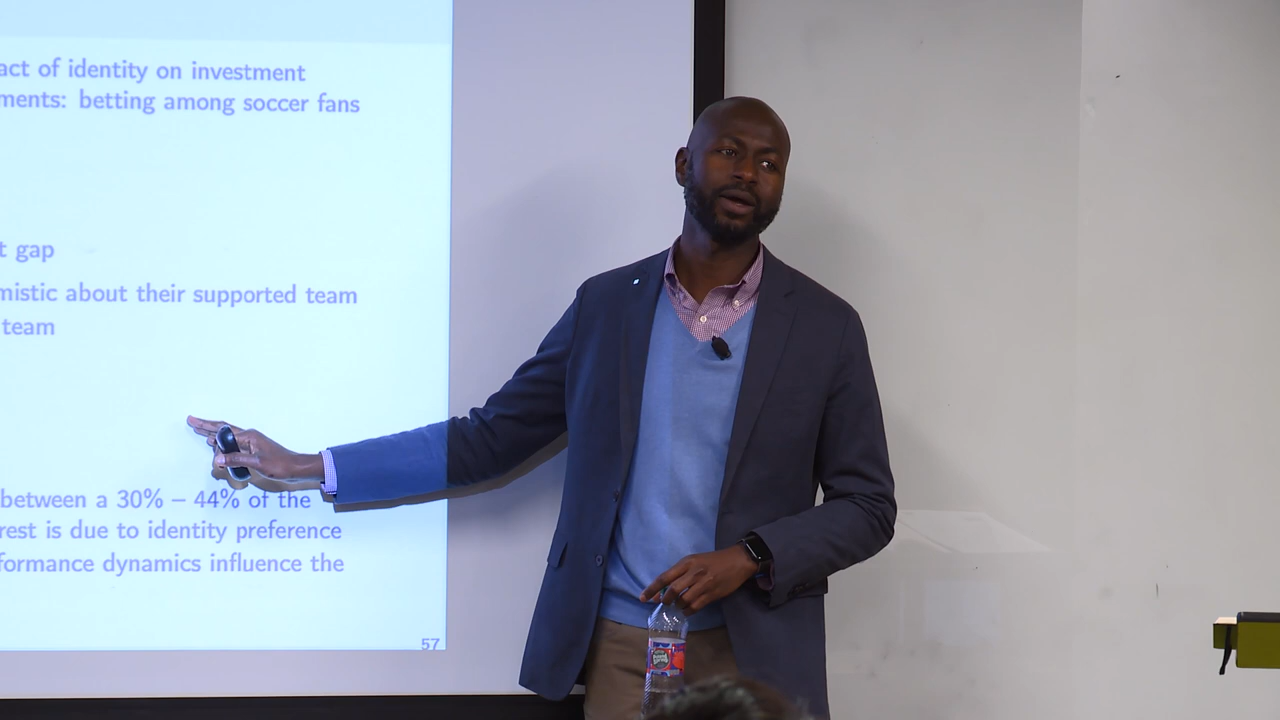 act of identity on investment
ments: betting among soccer fans
t gap
mistic about their supported team
team
between a 30% – 44% of the
rest is due to identity preference
formance dynamics influence the
57